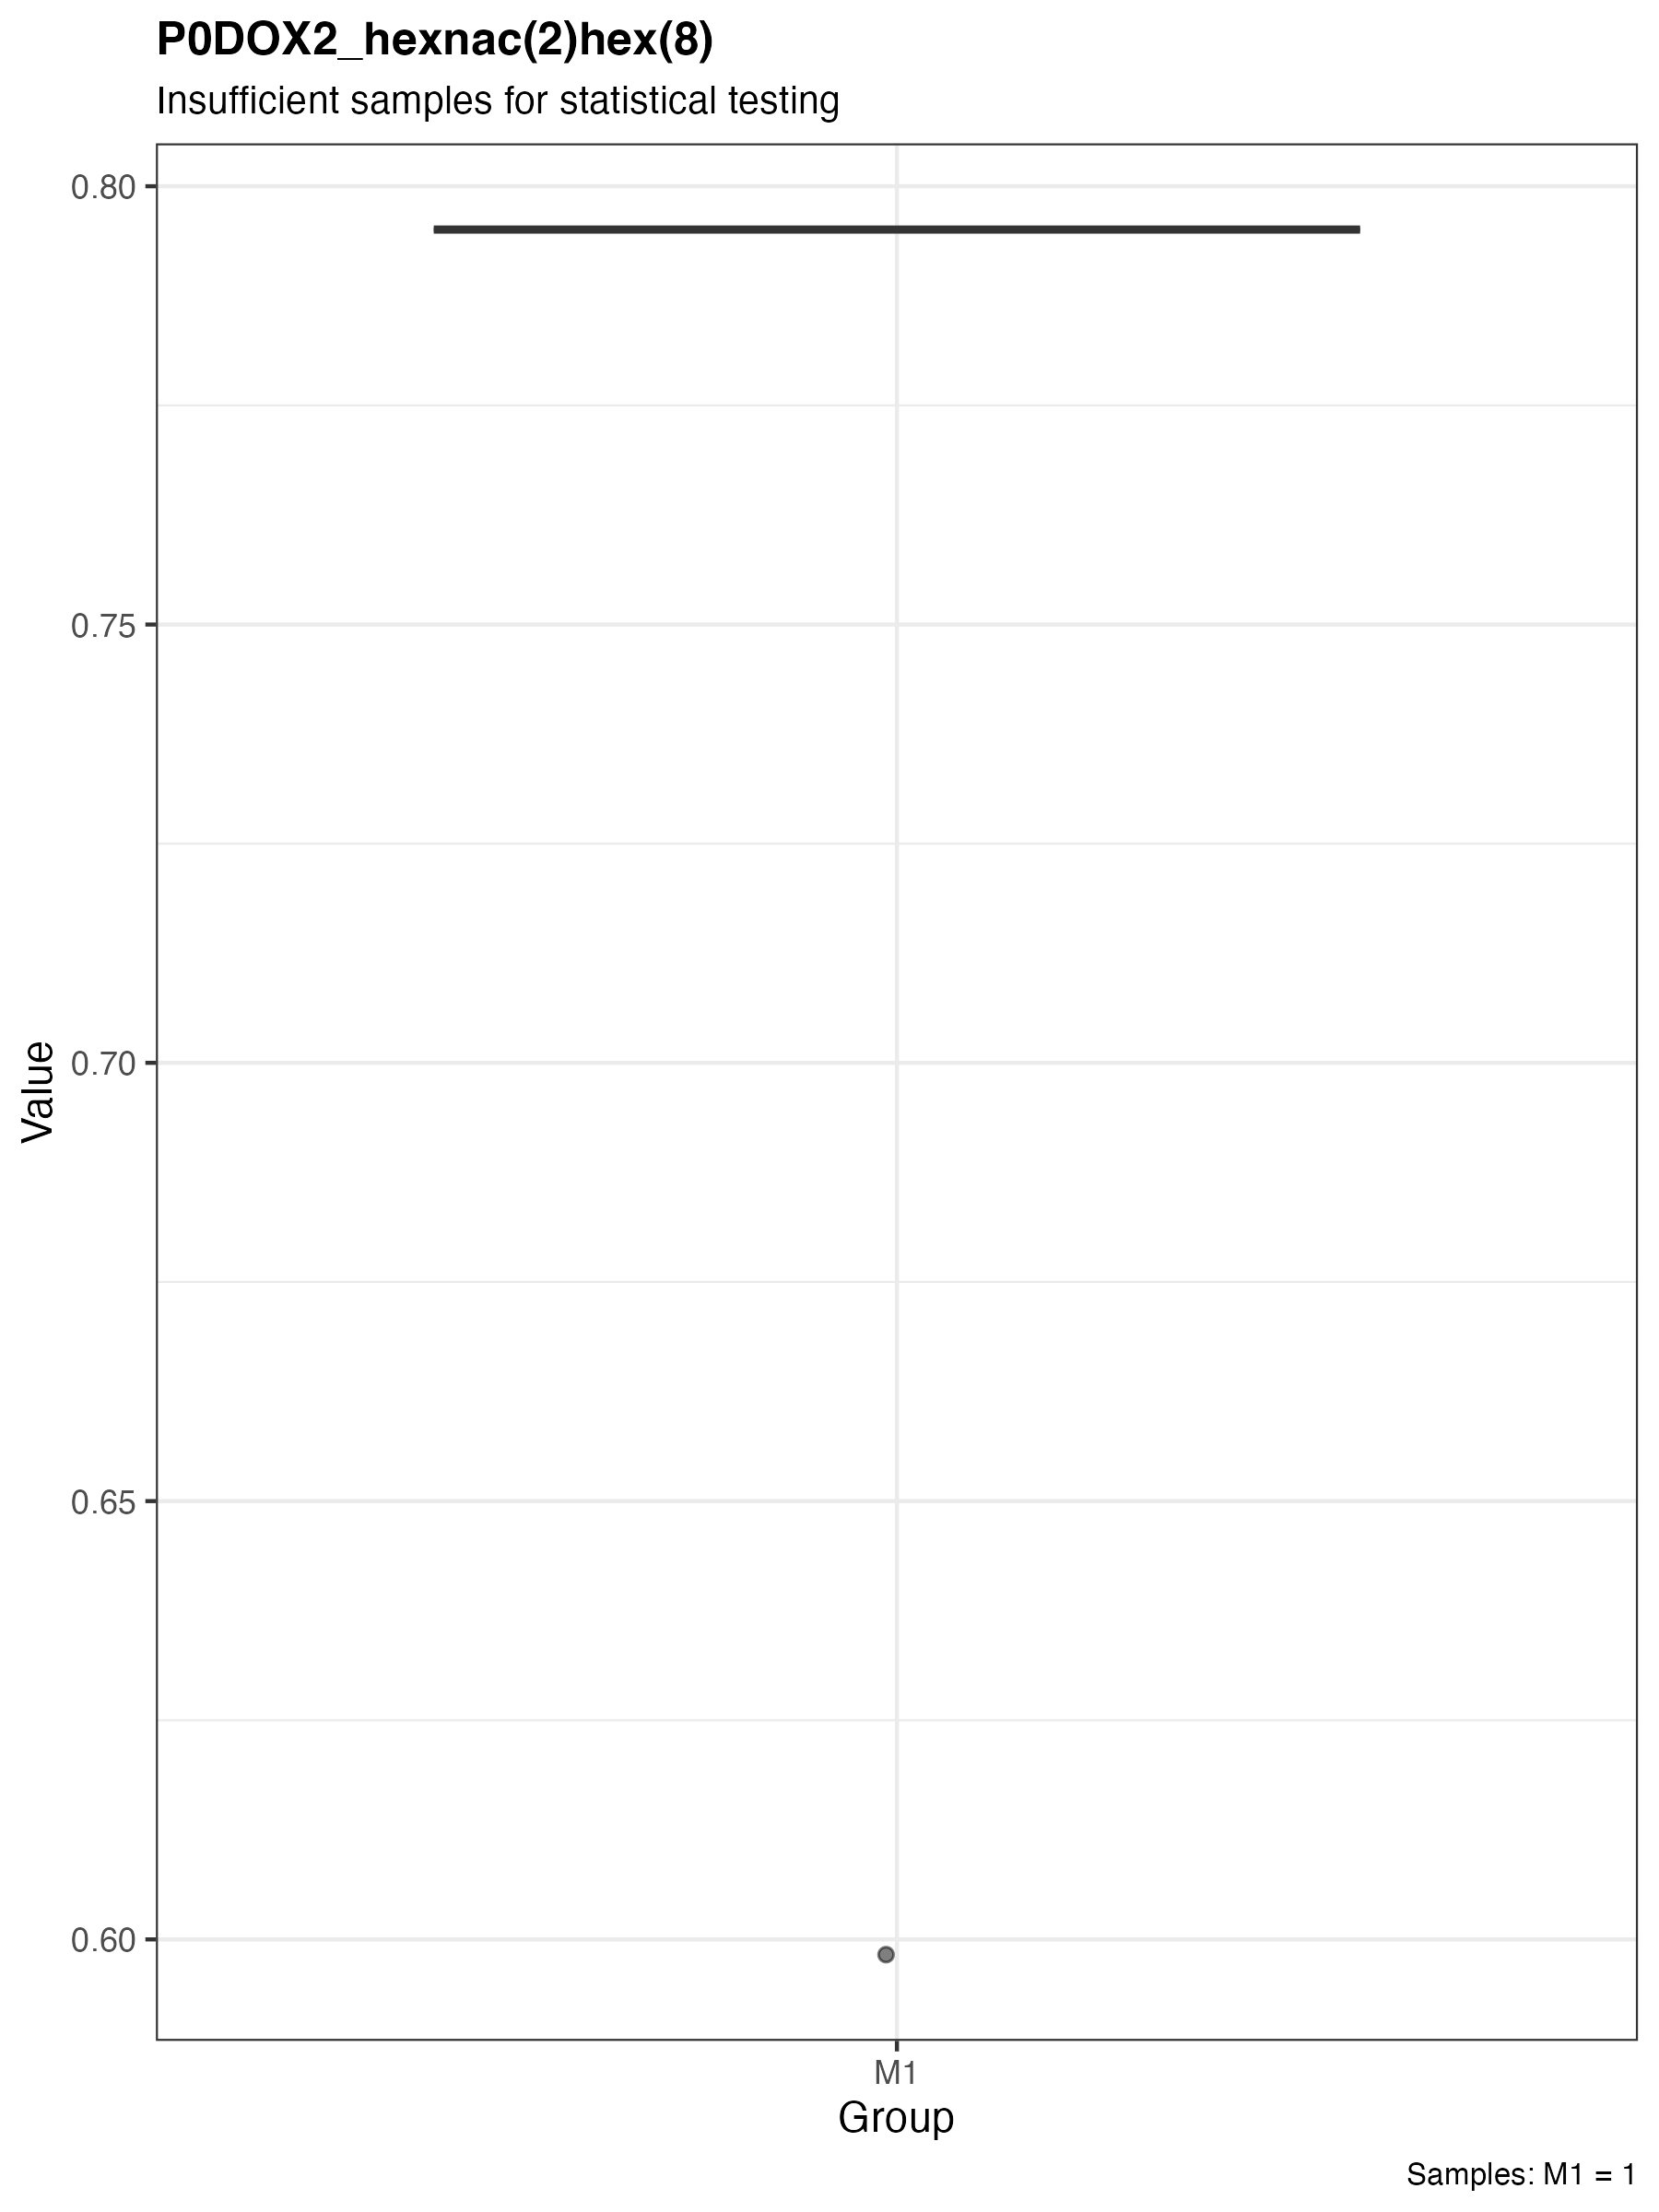 P0DOX2_hexnac(2)hex(8)
Insufficient samples for statistical testing
0.80
0.75
0.70
0.65
0.60
Value
M1
Group
Samples: M1 = 1